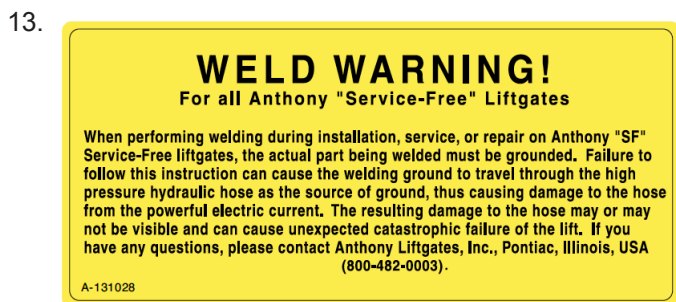 13.
WELD WARNING!
For all Anthony "Service-Free" Liftgates
When performing welding during installation, service, or repair on Anthony "SF"
Service-Free liftgates, the actual part being welded must be grounded. Failure to
follow this instruction can cause the welding ground to travel through the high
pressure hydraulic hose as the source of ground, thus causing damage to the hose
from the powerful electric current. The resulting damage to the hose may or may
not be visible and can cause unexpected catastrophic failure of the lift. If you
have any questions, please contact Anthony Liftgates, Inc., Pontiac, Illinois, USA
(800-482-0003).
A-131028